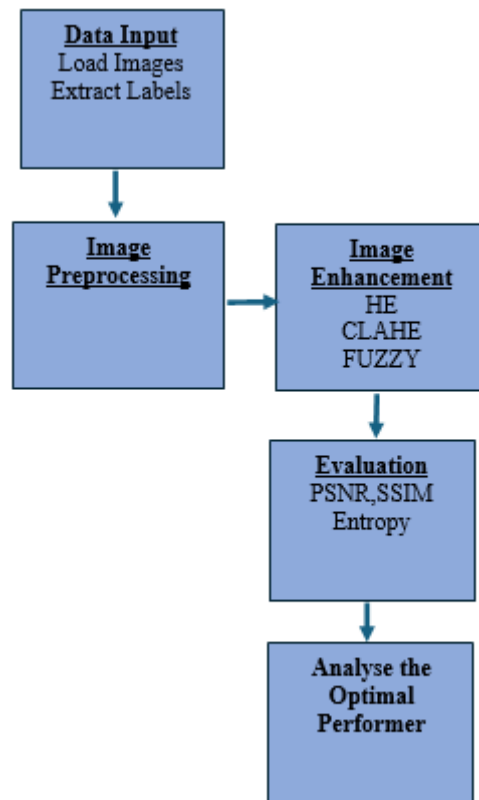 Data Input
Load Images
Extract Labels
Image
Preprocessing
Image
Enhancement
HE
CLAHE
FUZZY
Evaluation
PSNR,SSIM
Entropy
Analyse the
Optimal
Performer